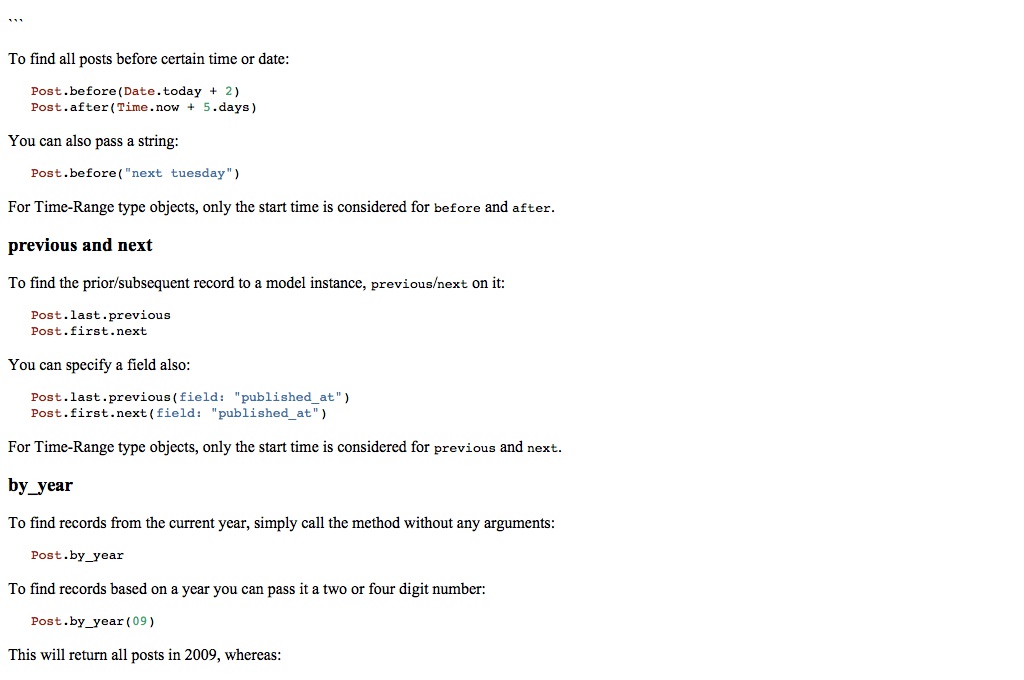 ```
To find all posts before certain time or date:
Post.before(Date.today + 2)
Post.after(Time.now + 5.days)
You can also pass a string:
Post.before("next tuesday")
For Time-Range type objects, only the start time is considered for before and after.
previous and next
To find the prior/subsequent record to a model instance, previous/next on it:
Post.last.previous
Post.first.next
You can specify a field also:
Post.last.previous(field: "published_at")
Post.first.next(field: "published_at")
For Time-Range type objects, only the start time is considered for previous and next.
by_year
To find records from the current year, simply call the method without any arguments:
Post.by_year
To find records based on a year you can pass it a two or four digit number:
Post.by_year(09)
This will return all posts in 2009, whereas: